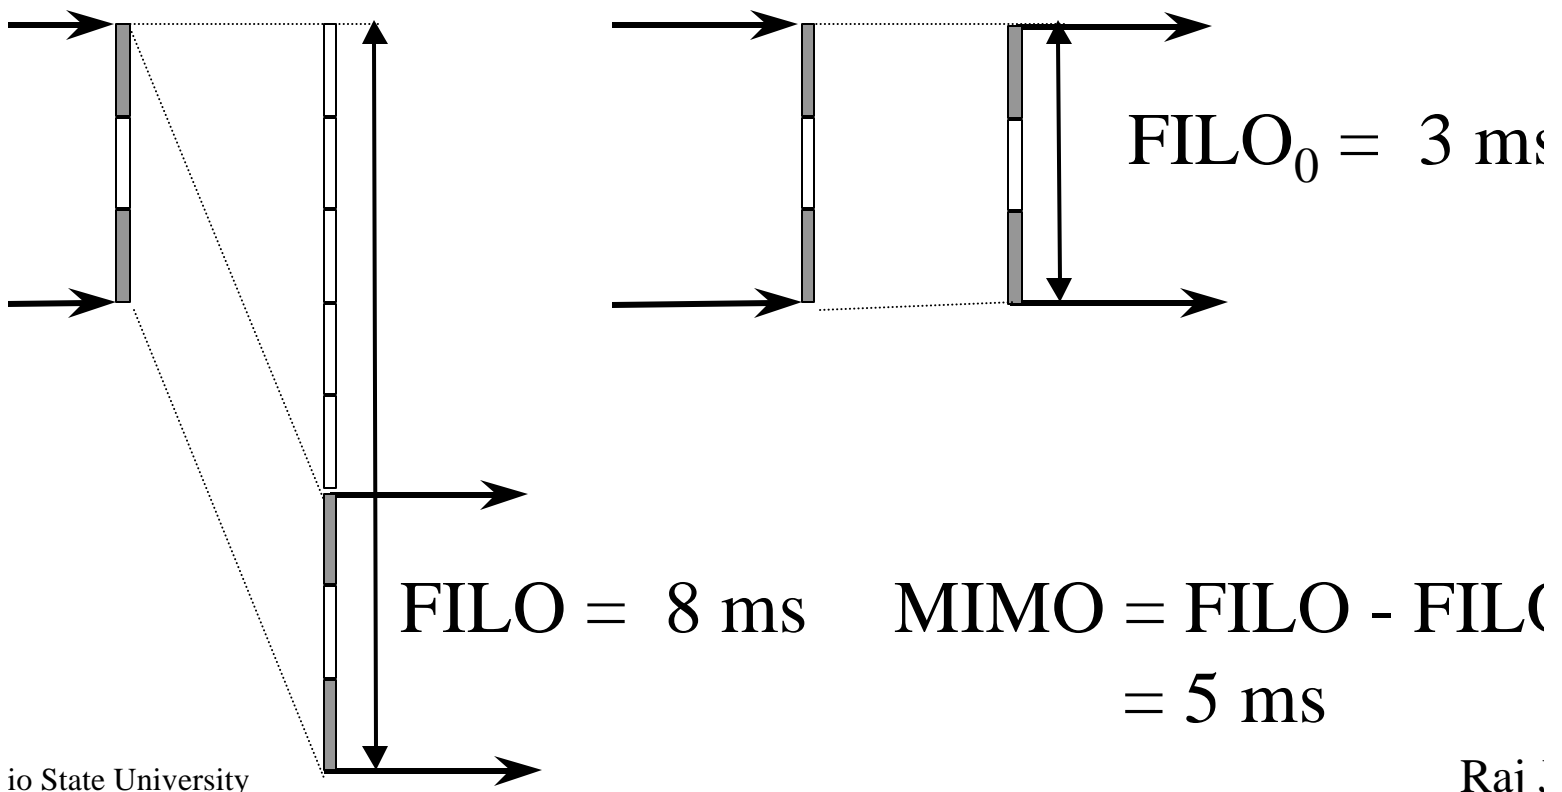 FILO₀ = 3 ms
FILO = 8 ms
MIMO = FILO - FILO
= 5 ms
io State University
Raj J